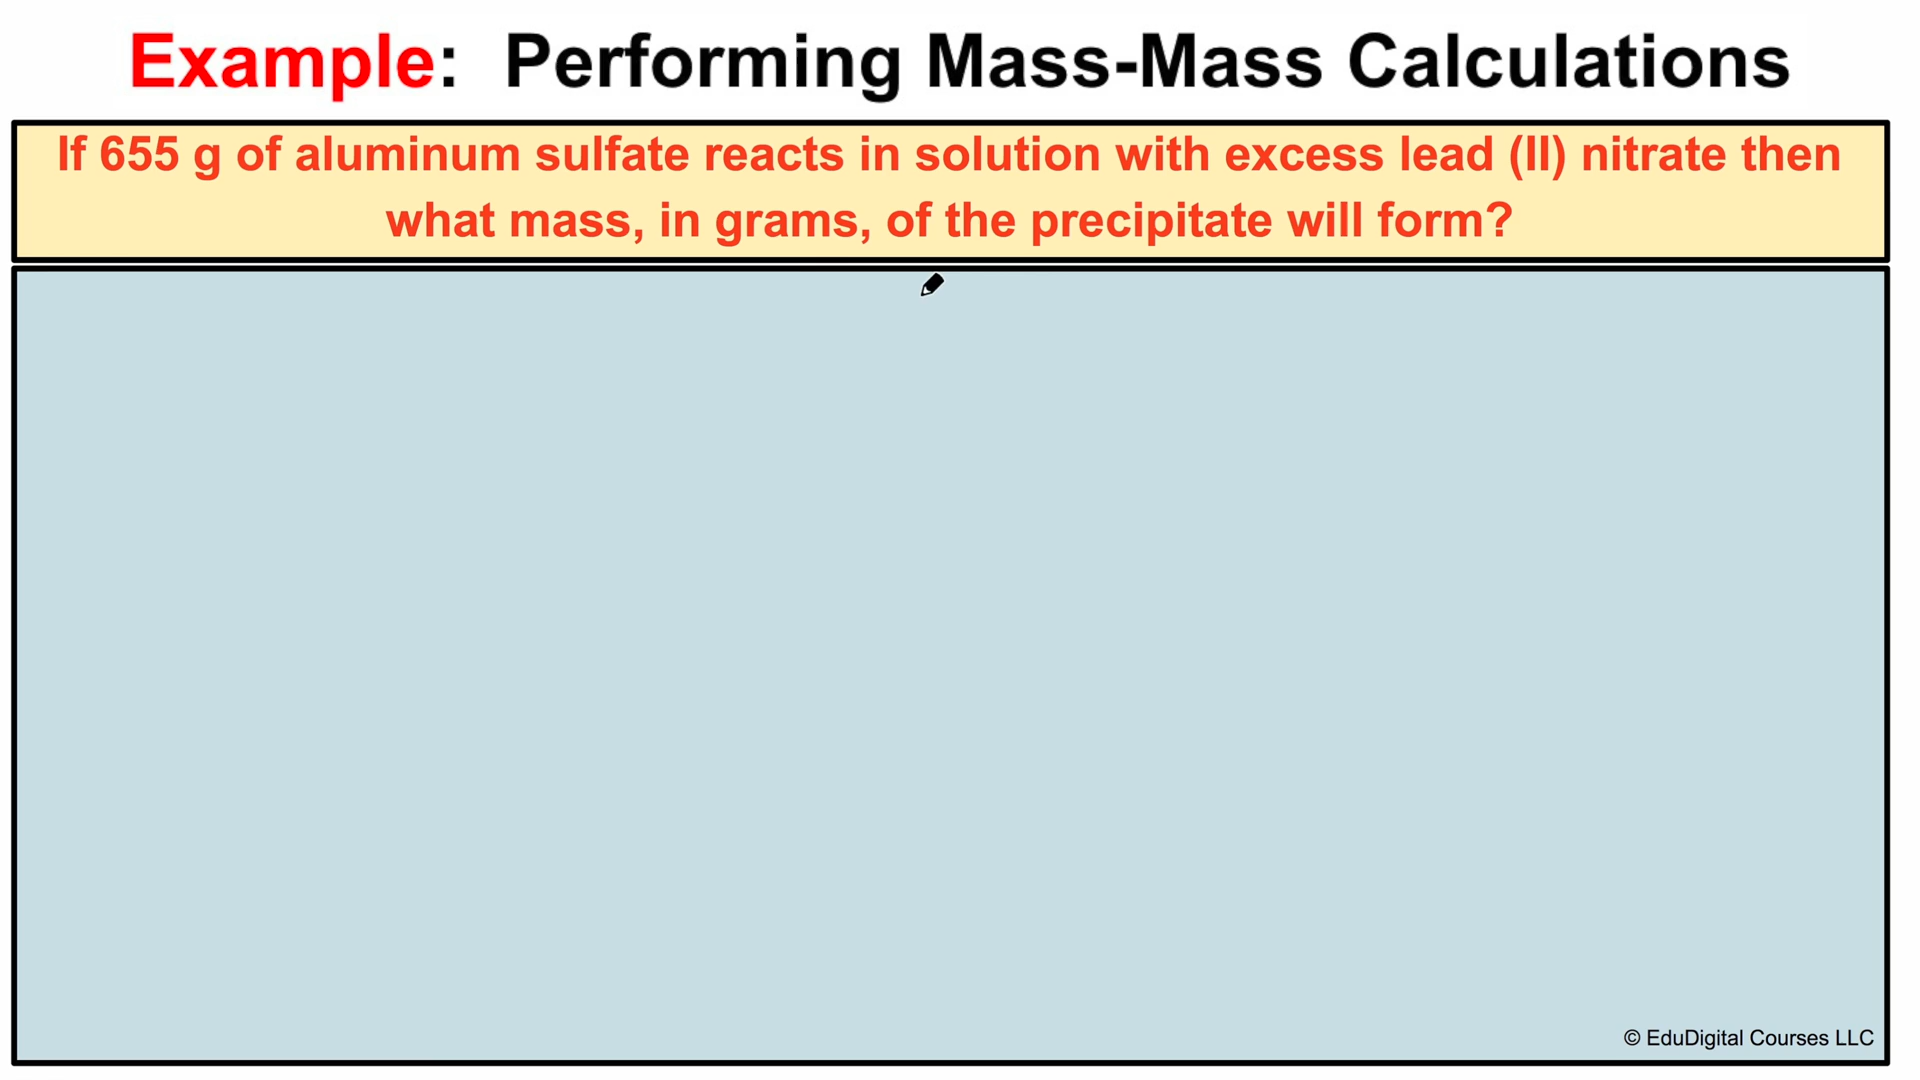 Example: Performing Mass-Mass Calculations
If 655 g of aluminum sulfate reacts in solution with excess lead (II) nitrate then
what mass, in grams, of the precipitate will form?
© EduDigital Courses LLC